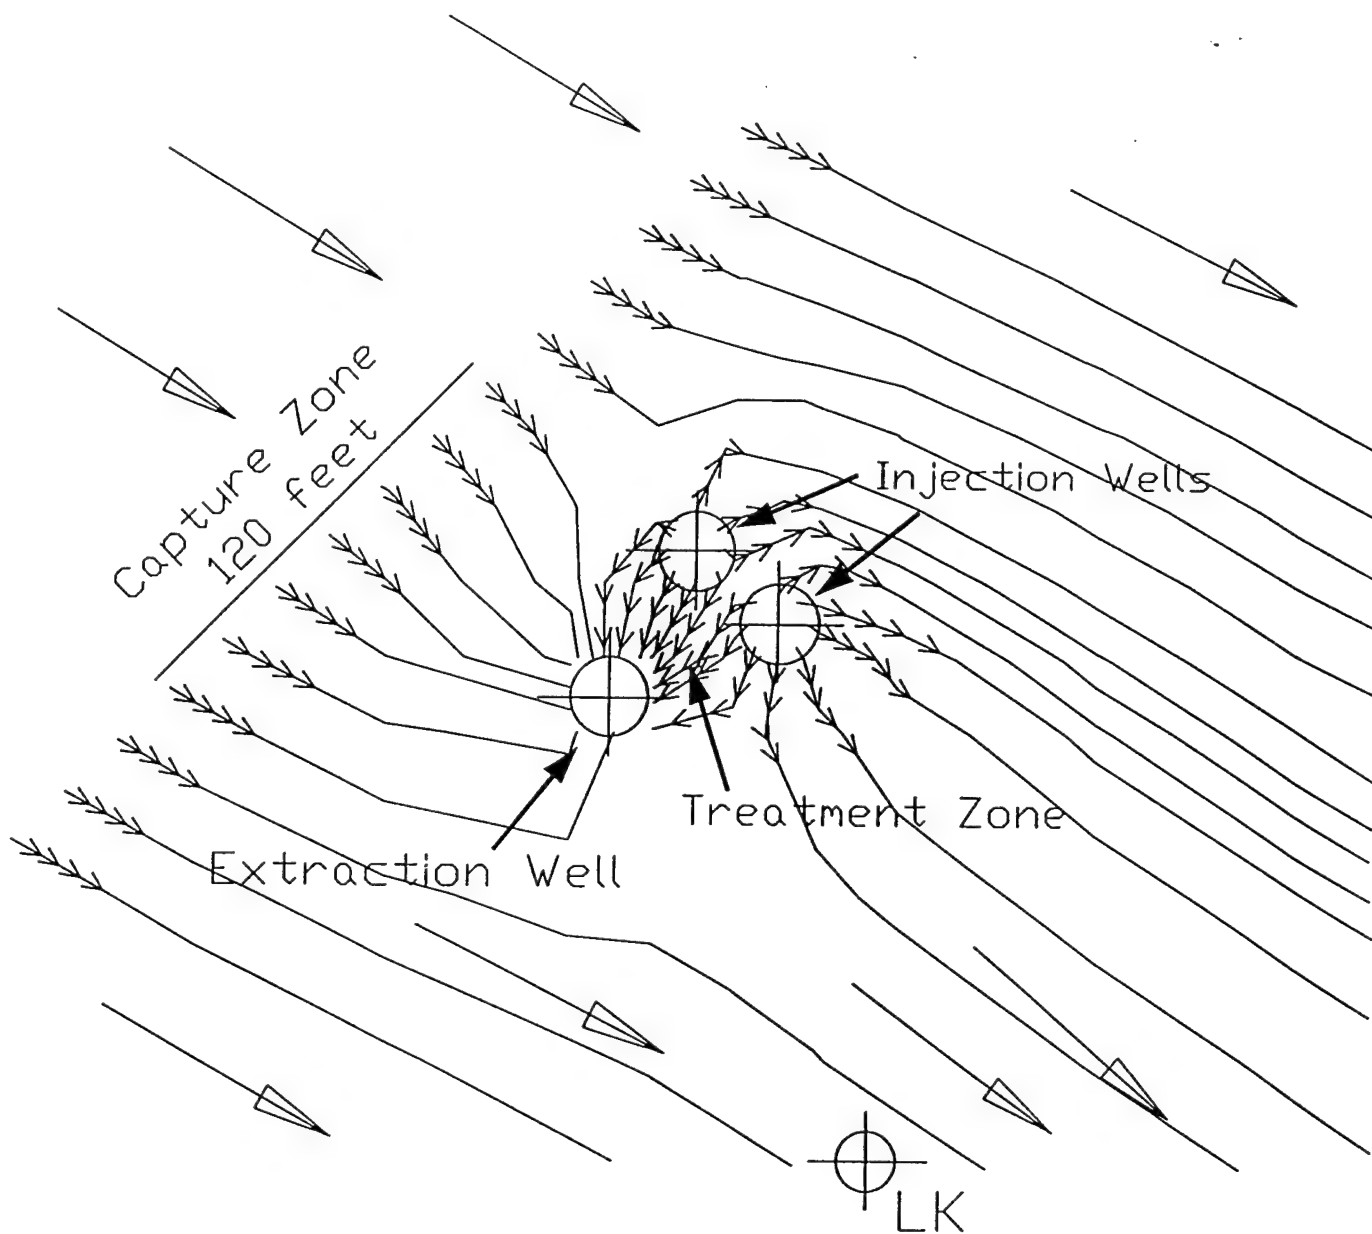 Capture Zone
120 feet
Injection Wells
Treatment Zone
Extraction Well
LK